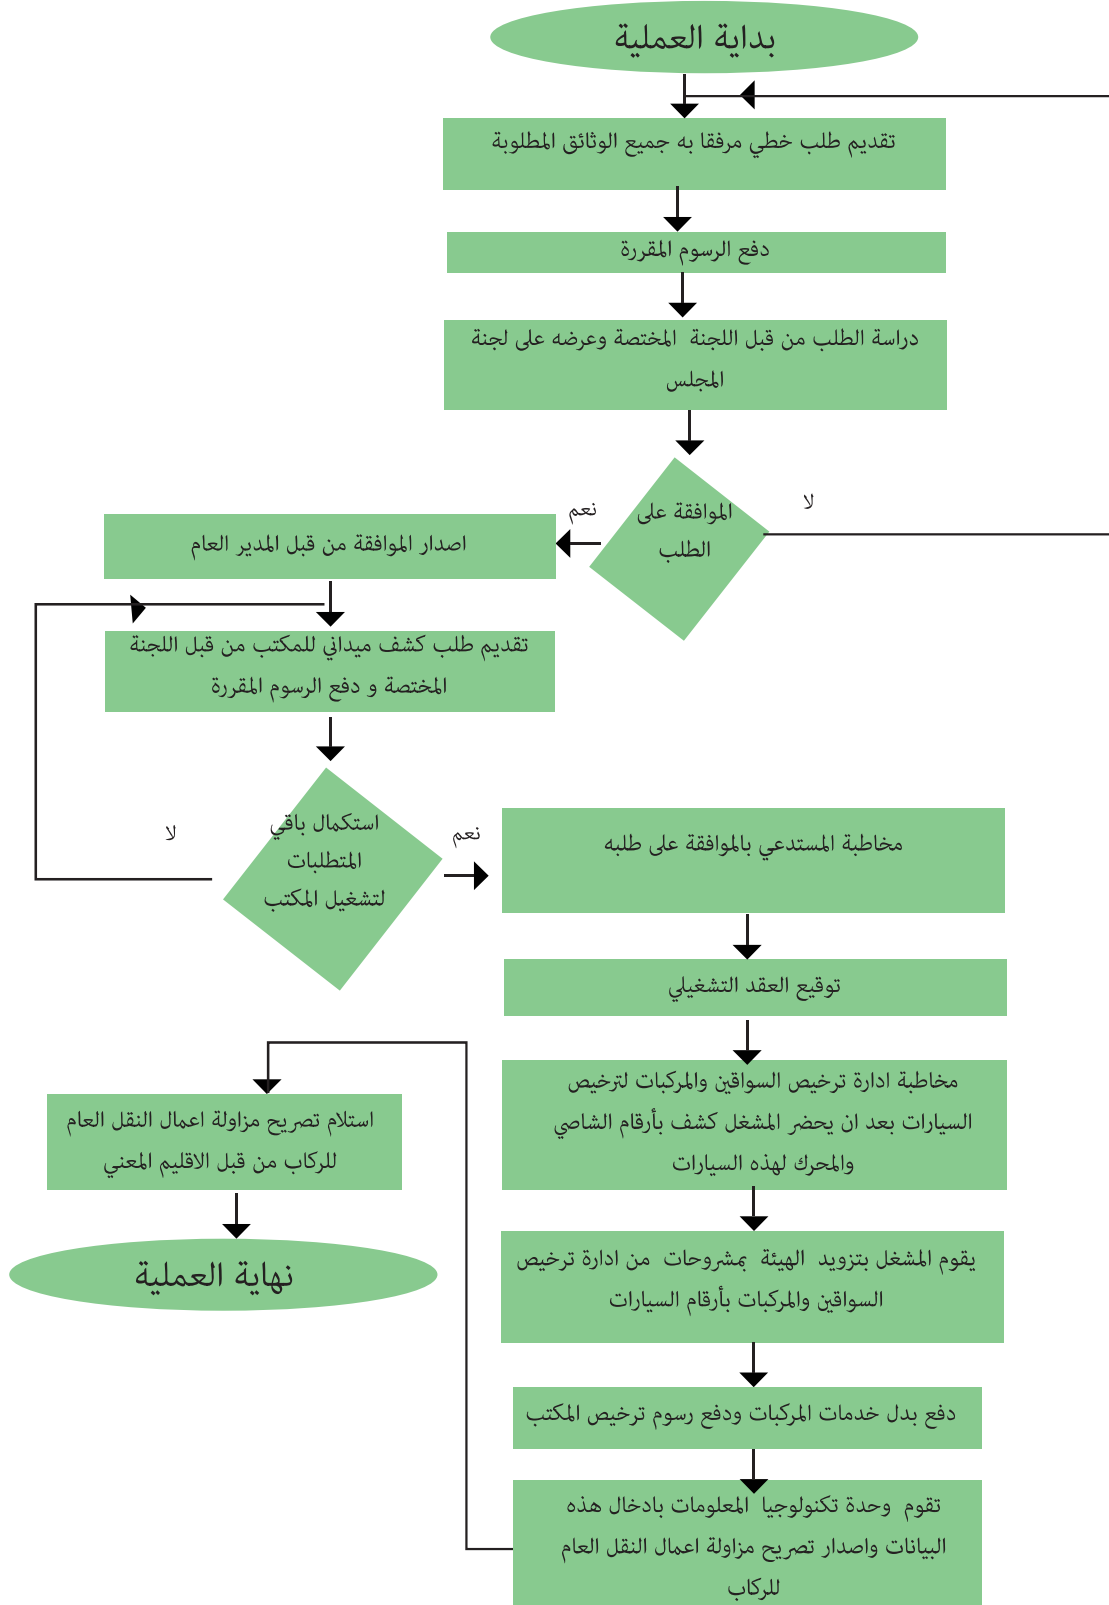 بداية العملية
تقديم طلب خطي مرفقا به جميع الوثائق المطلوبة
دفع الرسوم المقررة
دراسة الطلب من قبل اللجنة المختصة وعرضه على لجنة
المجلس
الموافقة على
الطلب
لا
نعم
اصدار الموافقة من قبل المدير العام
تقديم طلب كشف ميداني للمكتب من قبل اللجنة
المختصة و دفع الرسوم المقررة
استكمال باقي
المتطلبات
لتشغيل المكتب
لا
نعم
مخاطبة المستدعي بالموافقة على طلبه
توقيع العقد التشغيلي
مخاطبة ادارة ترخيص السواقين والمركبات لترخيص
السيارات بعد ان يحضر المشغل كشف بأرقام الشاصي
والمحرك لهذه السيارات
يقوم المشغل بتزويد الهيئة بمشروحات من ادارة ترخيص
السواقين والمركبات بأرقام السيارات
دفع بدل خدمات المركبات ودفع رسوم ترخيص المكتب
تقوم وحدة تكنولوجيا المعلومات بادخال هذه
البيانات واصدار تصريح مزاولة اعمال النقل العام
للركاب
استلام تصريح مزاولة اعمال النقل العام
للركاب من قبل الاقليم المعني
نهاية العملية